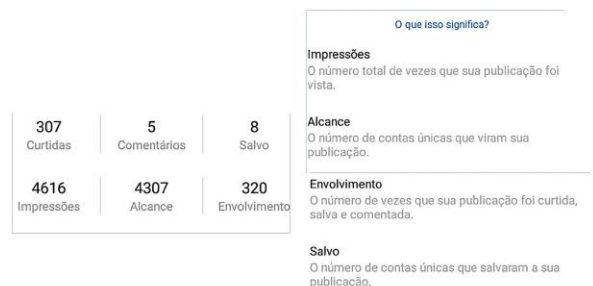 307 5 8
Curtidas Comentários Salvo
4616 4307 320
Impressões Alcance Envolvimento
O que isso significa?
Impressões
O número total de vezes que sua publicação foi
vista.
Alcance
O número de contas únicas que viram sua
publicação.
Envolvimento
O número de vezes que sua publicação foi curtida,
salva e comentada.
Salvo
O número de contas únicas que salvaram a sua
publicação.